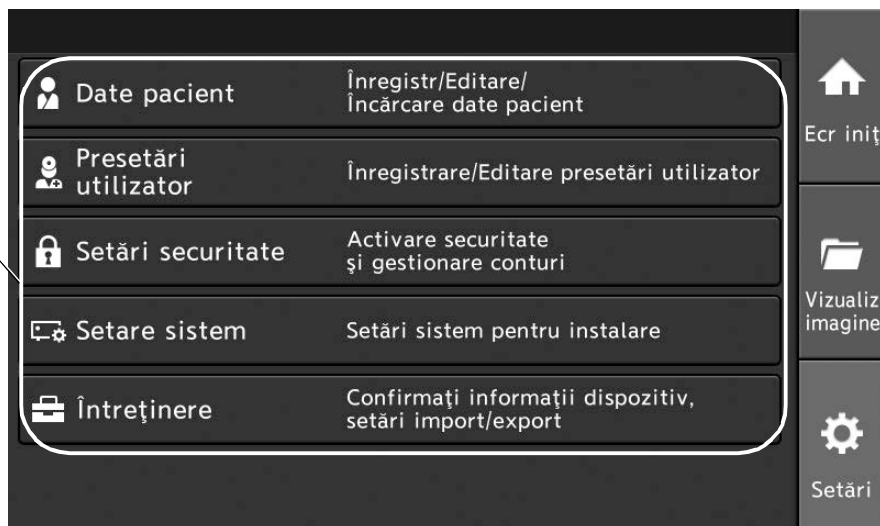 Date pacient
Înregistr/Editare/
Încărcare date pacient
Presetări
utilizator
Înregistrare/Editare presetări utilizator
Setări securitate
Activare securitate
şi gestionare conturi
Setare sistem
Setări sistem pentru instalare
Întreţinere
Confirmaţi informaţii dispozitiv,
setări import/export
Ecr iniţ
Vizualiz
imagine
Setări